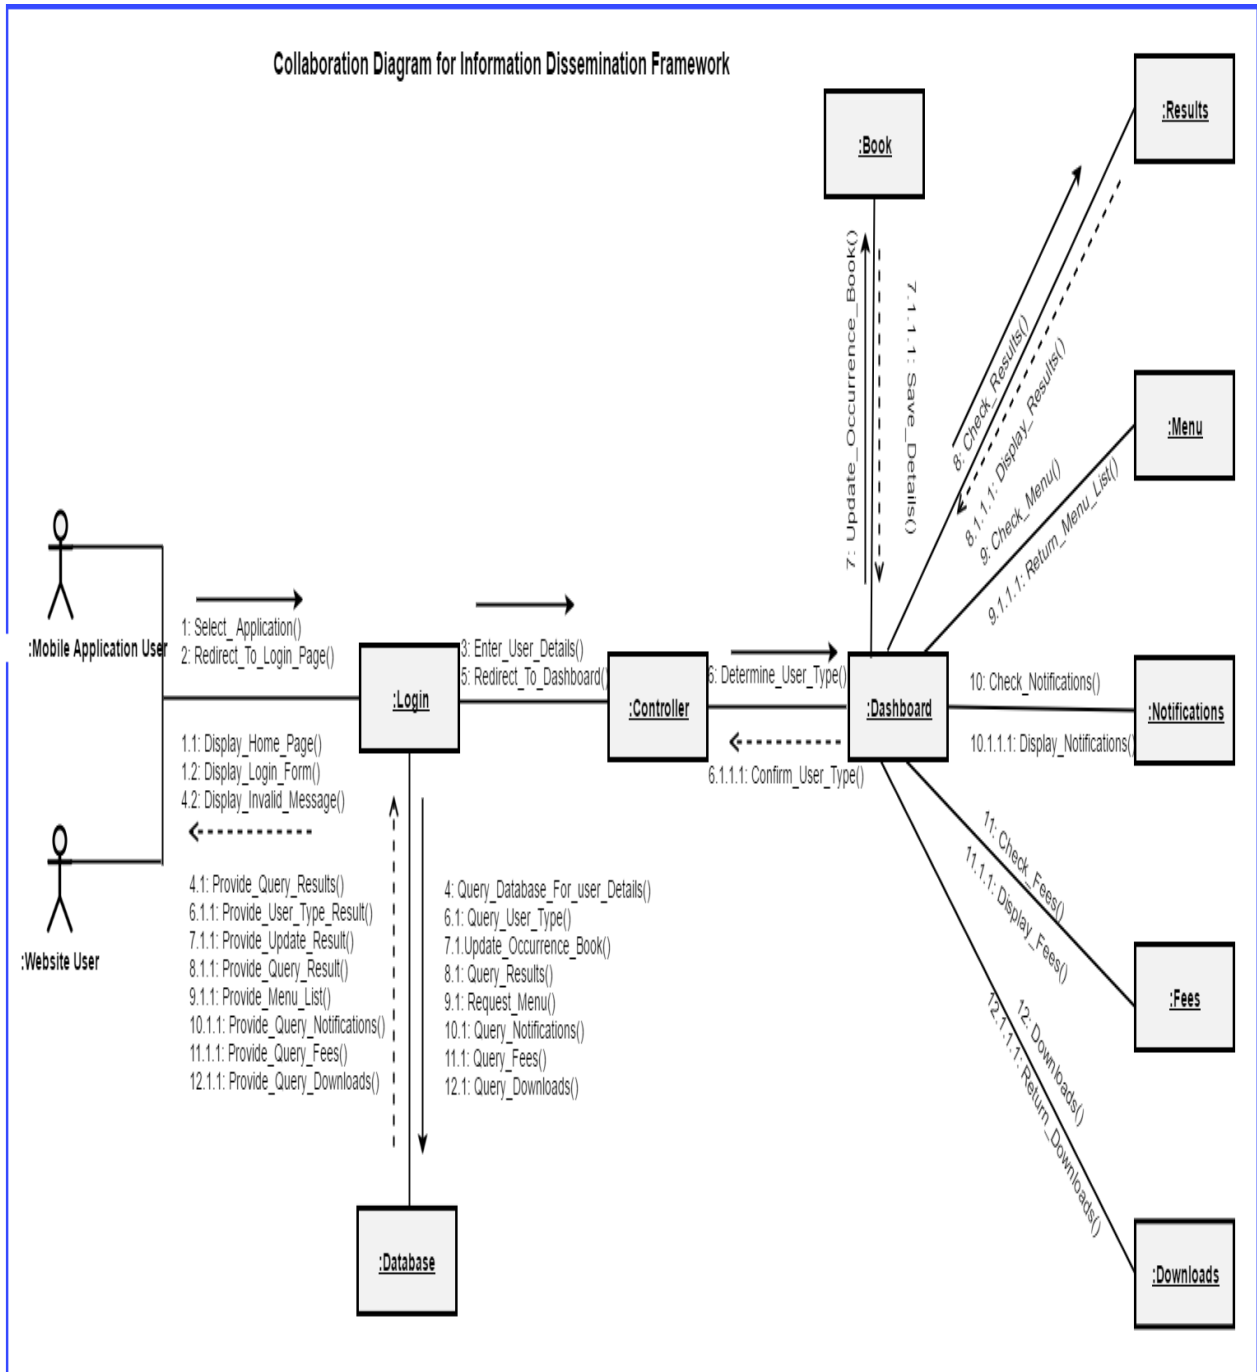 Collaboration Diagram for Information Dissemination Framework
:Results
:Book
7: Update_Occurrence_Book()
7.1.1.1: Save_Details()
8: Check_Results()
8.1.1.1: Display_Results()
:Menu
9: Check_Menu()
9.1.1.1: Return_Menu_List()
:Mobile Application User
1: Select_ Application()
2: Redirect_To_Login_Page()
:Login
3: Enter_User_Details()
5: Redirect_To_Dashboard()
:Controller
6: Determine_User_Type()
:Dashboard
6.1.1.1: Confirm_User_Type()
10: Check_Notifications()
:Notifications
10.1.1.1: Display_Notifications()
1.1: Display_Home_Page()
1.2: Display_Login_Form()
4.2: Display_Invalid_Message()
:Website User
4.1: Provide_Query_Results()
6.1.1: Provide_User_Type_Result()
7.1.1: Provide_Update_Result()
8.1.1: Provide_Query_Result()
9.1.1: Provide_Menu_List()
10.1.1: Provide_Query_Notifications()
11.1.1: Provide_Query_Fees()
12.1.1: Provide_Query_Downloads()
4: Query_Database_For_user_Details()
6.1: Query_User_Type()
7.1.Update_Occurrence_Book()
8.1: Query_Results()
9.1: Request_Menu()
10.1: Query_Notifications()
11.1: Query_Fees()
12.1: Query_Downloads()
11: Check_Fees()
11.1.1: Display_Fees()
:Fees
12: Downloads()
12.1.1.1: Return_Downloads()
:Database
:Downloads